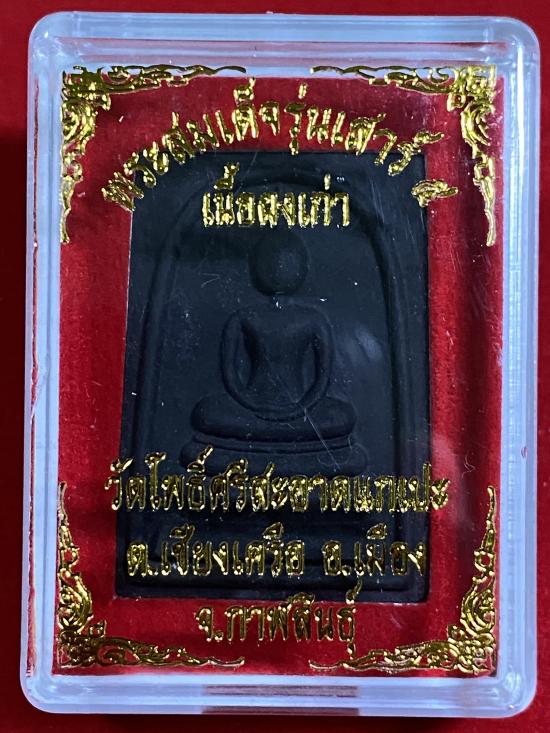 พระสมเด็จรุ่นเสาร์ ๕
เนื้อผงเก่า
วัดโพธิ์ศรีสะอาดแกเปะ
ต.เชียงเครือ อ.เมือง
จ.กาฬสินธุ์